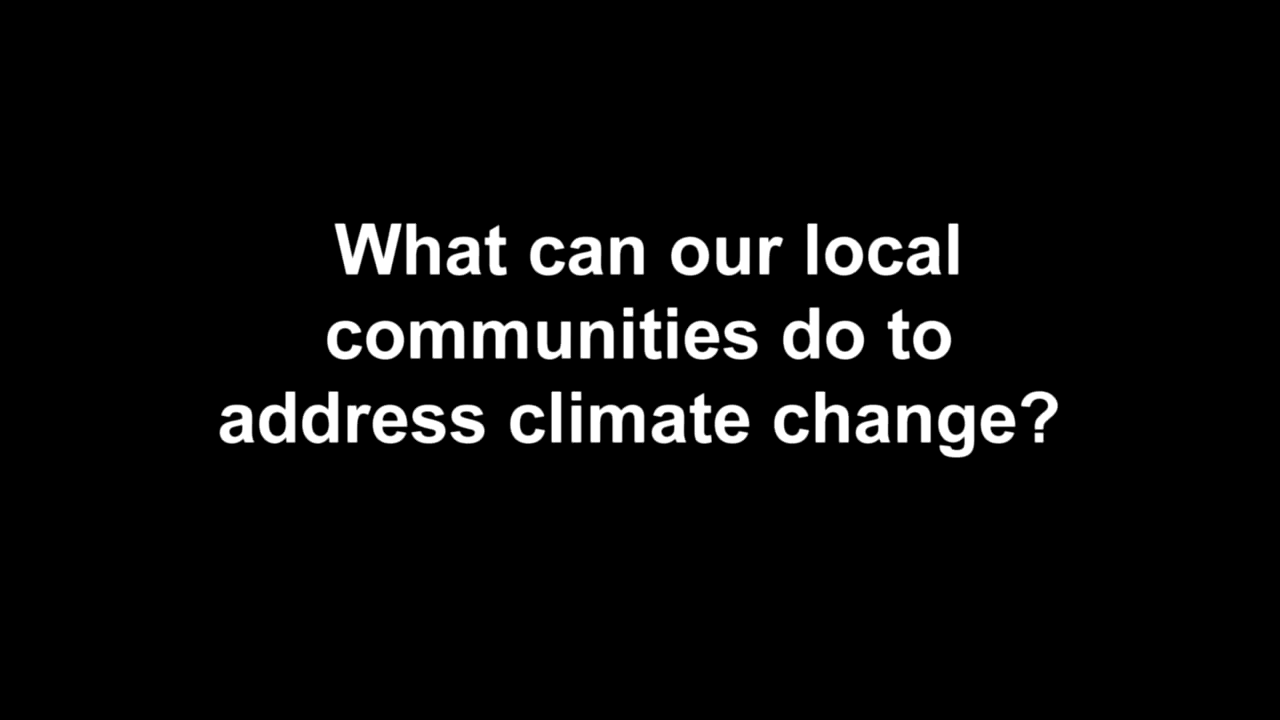 What can our local
communities do to
address climate change?